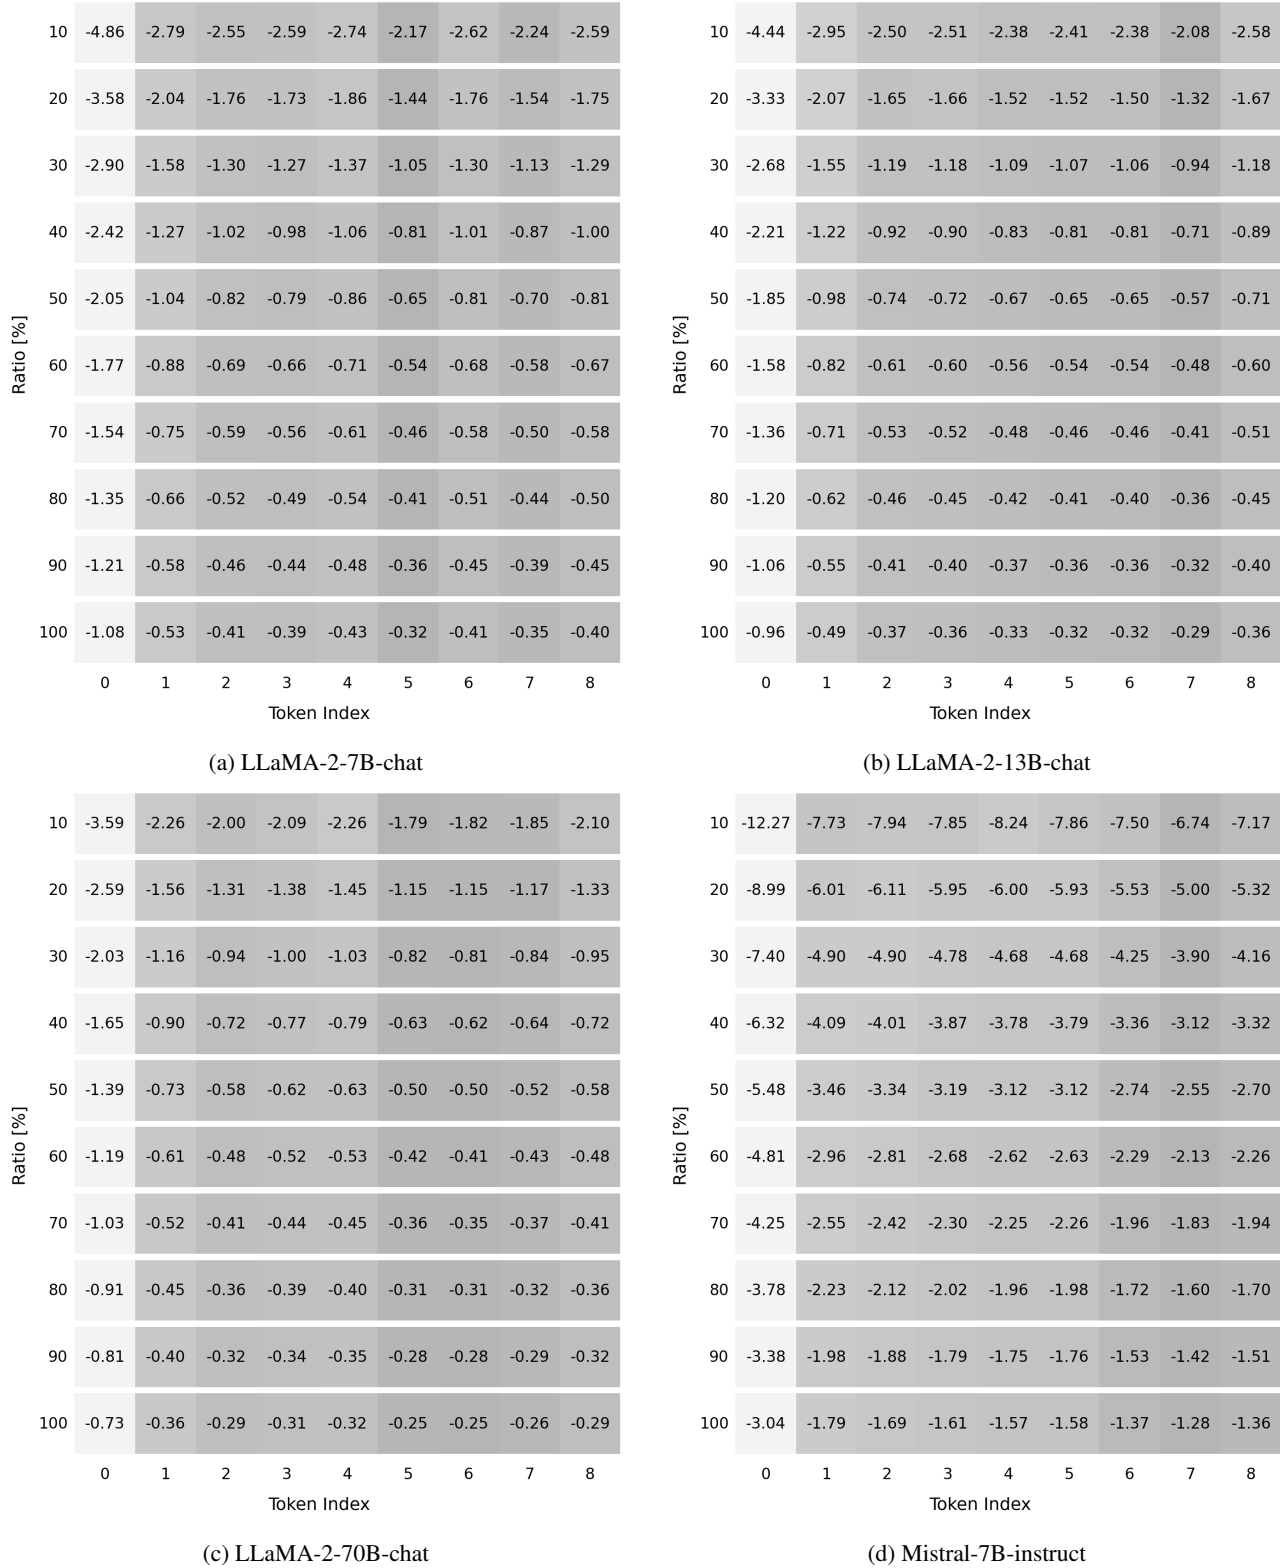 10 -4.86 -2.79 -2.55 -2.59 -2.74 -2.17 -2.62 -2.24 -2.59
20 -3.58 -2.04 -1.76 -1.73 -1.86 -1.44 -1.76 -1.54 -1.75
30 -2.90 -1.58 -1.30 -1.27 -1.37 -1.05 -1.30 -1.13 -1.29
40 -2.42 -1.27 -1.02 -0.98 -1.06 -0.81 -1.01 -0.87 -1.00
50 -2.05 -1.04 -0.82 -0.79 -0.86 -0.65 -0.81 -0.70 -0.81
Ratio [%]
60 -1.77 -0.88 -0.69 -0.66 -0.71 -0.54 -0.68 -0.58 -0.67
70 -1.54 -0.75 -0.59 -0.56 -0.61 -0.46 -0.58 -0.50 -0.58
80 -1.35 -0.66 -0.52 -0.49 -0.54 -0.41 -0.51 -0.44 -0.50
90 -1.21 -0.58 -0.46 -0.44 -0.48 -0.36 -0.45 -0.39 -0.45
100 -1.08 -0.53 -0.41 -0.39 -0.43 -0.32 -0.41 -0.35 -0.40
0 1 2 3 4 5 6 7 8
Token Index
(a) LLaMA-2-7B-chat
10 -4.44 -2.95 -2.50 -2.51 -2.38 -2.41 -2.38 -2.08 -2.58
20 -3.33 -2.07 -1.65 -1.66 -1.52 -1.52 -1.50 -1.32 -1.67
30 -2.68 -1.55 -1.19 -1.18 -1.09 -1.07 -1.06 -0.94 -1.18
40 -2.21 -1.22 -0.92 -0.90 -0.83 -0.81 -0.81 -0.71 -0.89
50 -1.85 -0.98 -0.74 -0.72 -0.67 -0.65 -0.65 -0.57 -0.71
Ratio [%]
60 -1.58 -0.82 -0.61 -0.60 -0.56 -0.54 -0.54 -0.48 -0.60
70 -1.36 -0.71 -0.53 -0.52 -0.48 -0.46 -0.46 -0.41 -0.51
80 -1.20 -0.62 -0.46 -0.45 -0.42 -0.41 -0.40 -0.36 -0.45
90 -1.06 -0.55 -0.41 -0.40 -0.37 -0.36 -0.36 -0.32 -0.40
100 -0.96 -0.49 -0.37 -0.36 -0.33 -0.32 -0.32 -0.29 -0.36
0 1 2 3 4 5 6 7 8
Token Index
(b) LLaMA-2-13B-chat
10 -3.59 -2.26 -2.00 -2.09 -2.26 -1.79 -1.82 -1.85 -2.10
20 -2.59 -1.56 -1.31 -1.38 -1.45 -1.15 -1.15 -1.17 -1.33
30 -2.03 -1.16 -0.94 -1.00 -1.03 -0.82 -0.81 -0.84 -0.95
40 -1.65 -0.90 -0.72 -0.77 -0.79 -0.63 -0.62 -0.64 -0.72
50 -1.39 -0.73 -0.58 -0.62 -0.63 -0.50 -0.50 -0.52 -0.58
Ratio [%]
60 -1.19 -0.61 -0.48 -0.52 -0.53 -0.42 -0.41 -0.43 -0.48
70 -1.03 -0.52 -0.41 -0.44 -0.45 -0.36 -0.35 -0.37 -0.41
80 -0.91 -0.45 -0.36 -0.39 -0.40 -0.31 -0.31 -0.32 -0.36
90 -0.81 -0.40 -0.32 -0.34 -0.35 -0.28 -0.28 -0.29 -0.32
100 -0.73 -0.36 -0.29 -0.31 -0.32 -0.25 -0.25 -0.26 -0.29
0 1 2 3 4 5 6 7 8
Token Index
(c) LLaMA-2-70B-chat
10 -12.27 -7.73 -7.94 -7.85 -8.24 -7.86 -7.50 -6.74 -7.17
20 -8.99 -6.01 -6.11 -5.95 -6.00 -5.93 -5.53 -5.00 -5.32
30 -7.40 -4.90 -4.90 -4.78 -4.68 -4.68 -4.25 -3.90 -4.16
40 -6.32 -4.09 -4.01 -3.87 -3.78 -3.79 -3.36 -3.12 -3.32
50 -5.48 -3.46 -3.34 -3.19 -3.12 -3.12 -2.74 -2.55 -2.70
Ratio [%]
60 -4.81 -2.96 -2.81 -2.68 -2.62 -2.63 -2.29 -2.13 -2.26
70 -4.25 -2.55 -2.42 -2.30 -2.25 -2.26 -1.96 -1.83 -1.94
80 -3.78 -2.23 -2.12 -2.02 -1.96 -1.98 -1.72 -1.60 -1.70
90 -3.38 -1.98 -1.88 -1.79 -1.75 -1.76 -1.53 -1.42 -1.51
100 -3.04 -1.79 -1.69 -1.61 -1.57 -1.58 -1.37 -1.28 -1.36
0 1 2 3 4 5 6 7 8
Token Index
(d) Mistral-7B-instruct